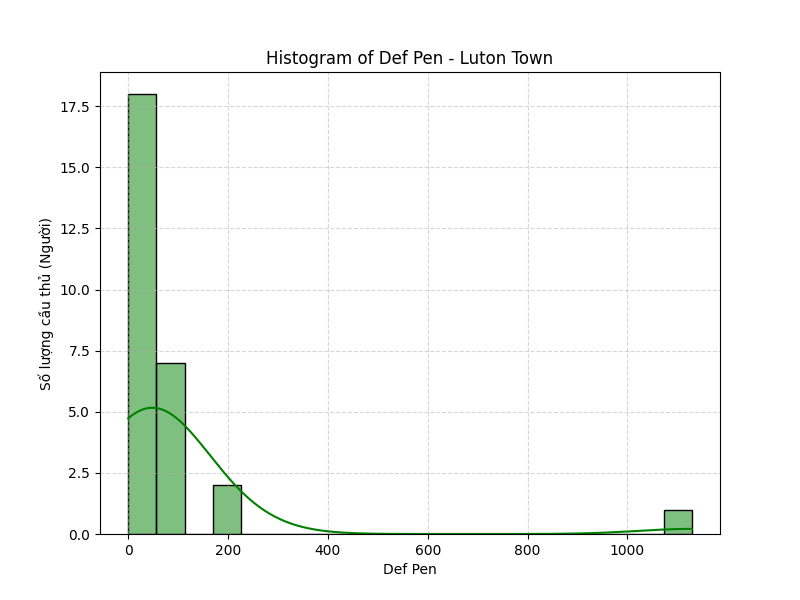 Histogram of Def Pen - Luton Town
Số lượng cầu thủ (Người)
17.5
15.0
12.5
10.0
7.5
5.0
2.5
0.0
0 200 400 600 800 1000
Def Pen